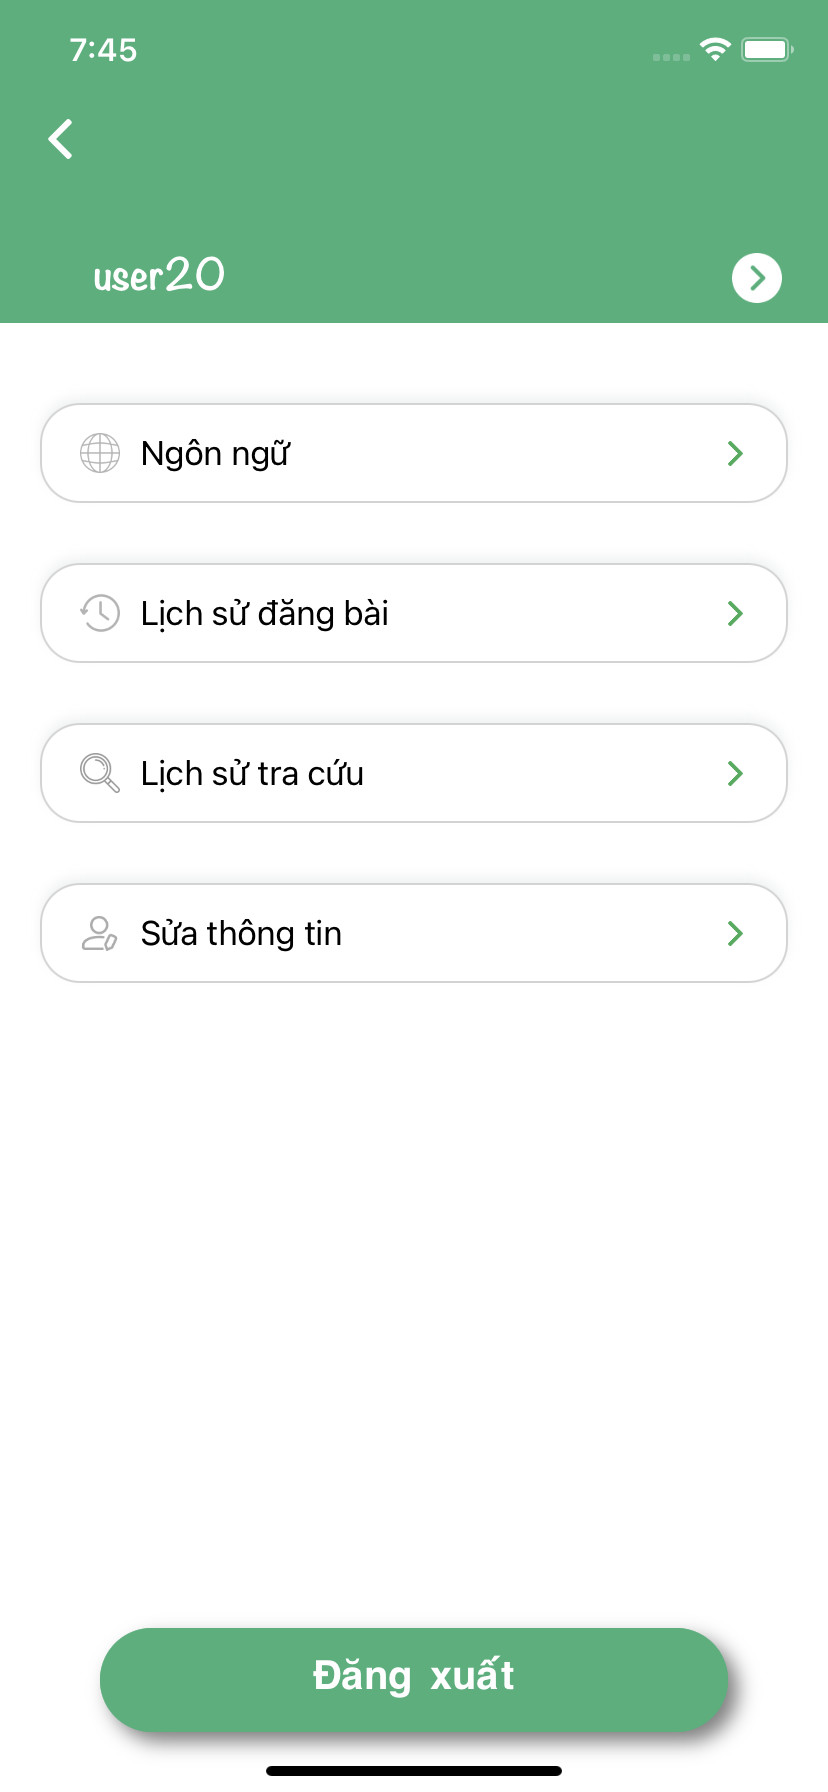 7:45
user20
Ngôn ngữ
Lịch sử đăng bài
Lịch sử tra cứu
Sửa thông tin
Đăng xuất